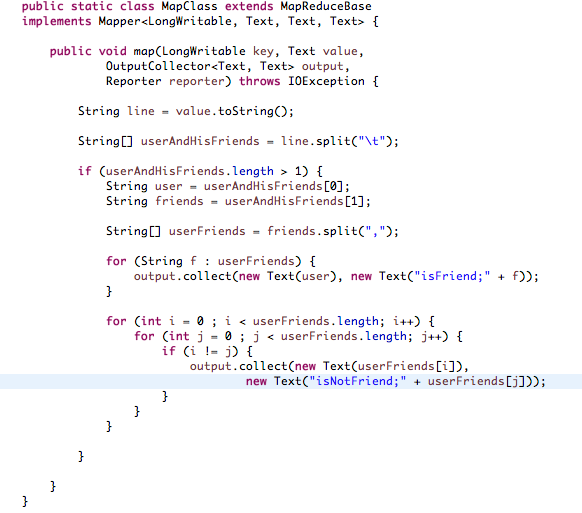 public static class MapClass extends MapReduceBase
implements Mapper<LongWritable, Text, Text, Text> {
public void map(LongWritable key, Text value,
OutputCollector<Text, Text> output,
Reporter reporter) throws IOException {
String line = value.toString();
String[] userAndHisFriends = line.split("\t");
if (userAndHisFriends.length > 1) {
String user = userAndHisFriends[0];
String friends = userAndHisFriends[1];
String[] userFriends = friends.split(",");
for (String f : userFriends) {
output.collect(new Text(user), new Text("isFriend;" + f));
}
for (int i = 0 ; i < userFriends.length; i++) {
for (int j = 0 ; j < userFriends.length; j++) {
if (i != j) {
output.collect(new Text(userFriends[i]),
new Text("isNotFriend;" + userFriends[j]));
}
}
}
}
}
}